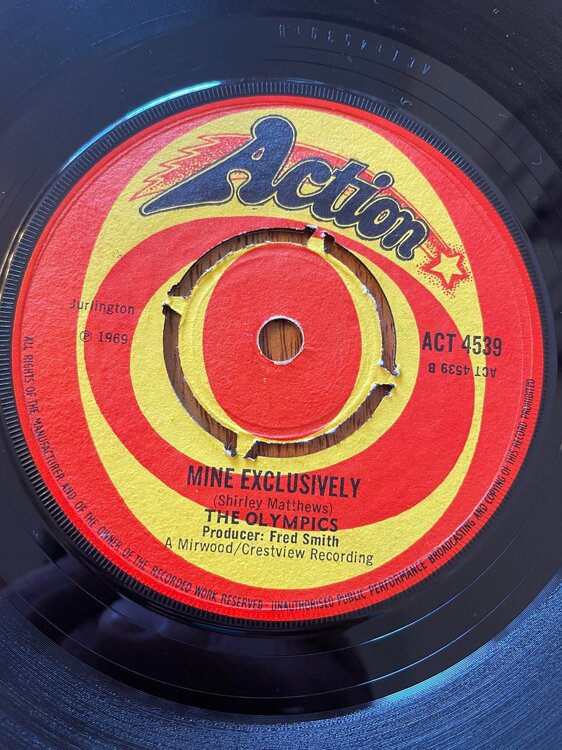 Action
Jurlington
℗ 1969
ACT 4539
ACT 4539 B
MINE EXCLUSIVELY
(Shirley Matthews)
THE OLYMPICS
Producer: Fred Smith
A Mirwood/Crestview Recording
ALL RIGHTS OF THE MANUFACTURER AND OF THE OWNER OF THE RECORDED WORK RESERVED · UNAUTHORISED PUBLIC PERFORMANCE BROADCASTING AND COPYING OF THIS RECORD PROHIBITED